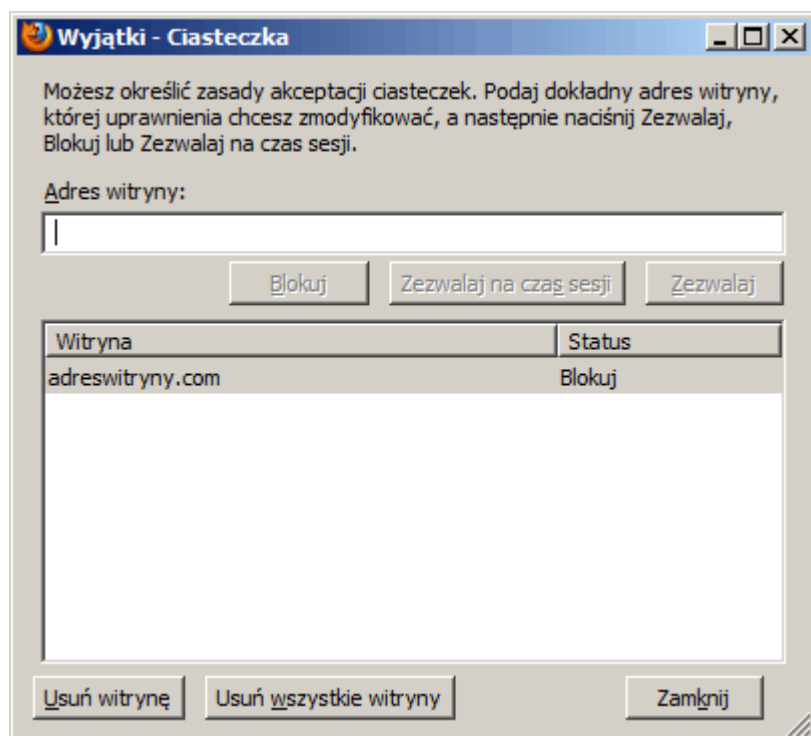 Wyjątki - Ciasteczka
Możesz określić zasady akceptacji ciasteczek. Podaj dokładny adres witryny,
której uprawnienia chcesz zmodyfikować, a następnie naciśnij Zezwalaj,
Blokuj lub Zezwalaj na czas sesji.
Adres witryny:
Blokuj Zezwalaj na czas sesji Zezwalaj
Witryna Status
adreswitryny.com Blokuj
Usuń witrynę Usuń wszystkie witryny Zamknij